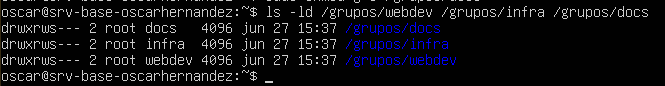 oscar@srv-base-oscarhernandez:~$ ls -ld /grupos/webdev /grupos/infra /grupos/docs
drwxrws--- 2 root docs   4096 jun 27 15:37 /grupos/docs
drwxrws--- 2 root infra  4096 jun 27 15:37 /grupos/infra
drwxrws--- 2 root webdev 4096 jun 27 15:37 /grupos/webdev
oscar@srv-base-oscarhernandez:~$ _